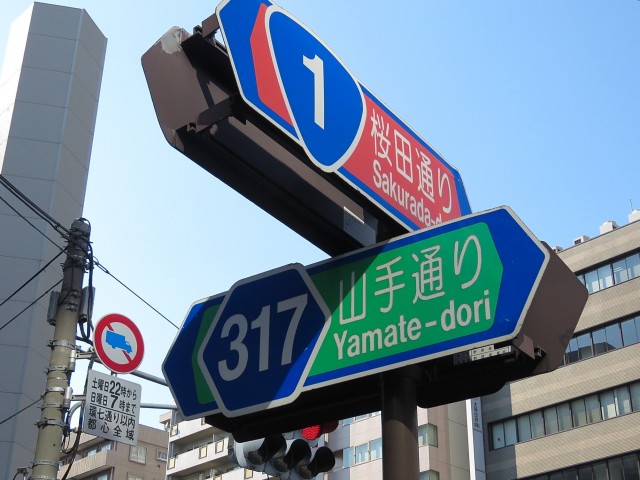 1
桜田通り
Sakurada-d
317
山手通り
Yamate-dori
土曜日22時から
日曜日7時まで
環七通り以内
都心全域